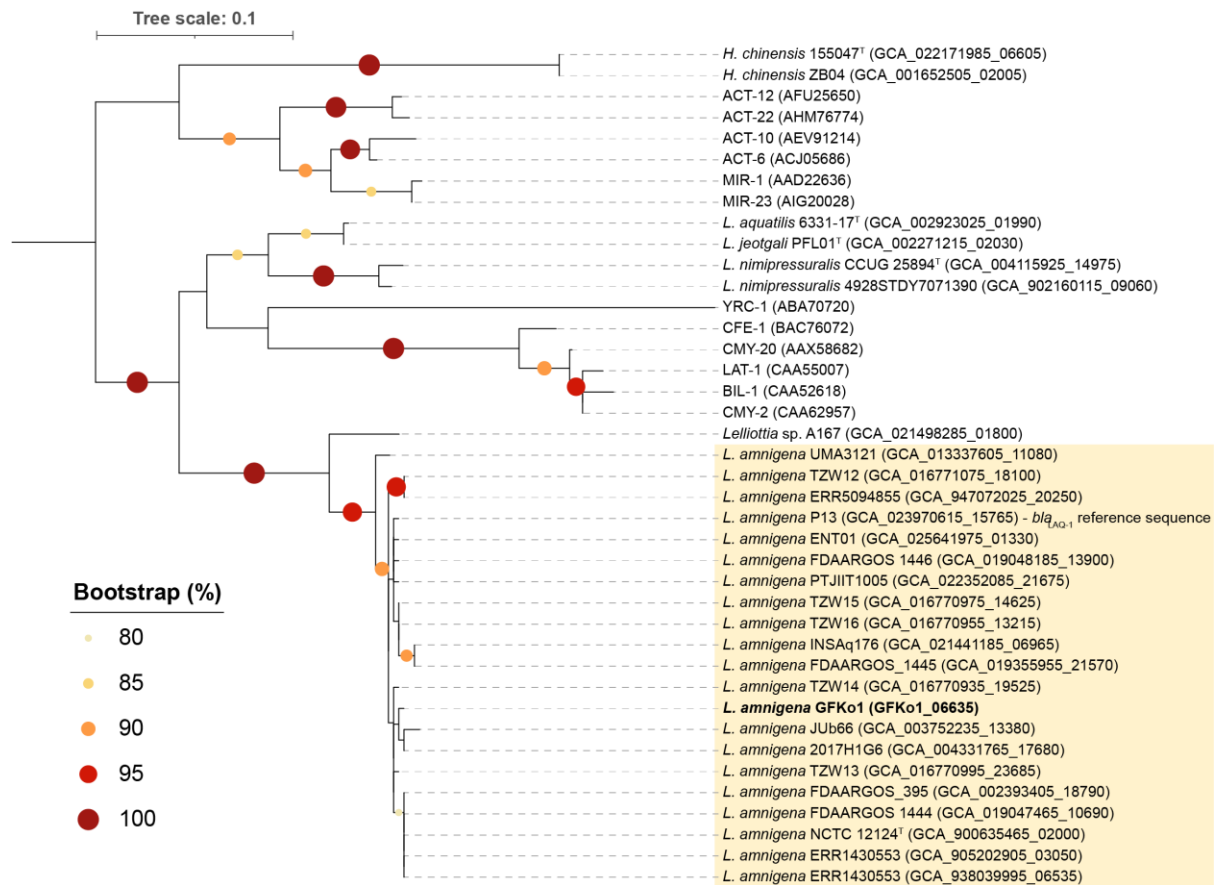 Tree scale: 0.1
H. chinensis 155047ᵀ (GCA_022171985_06605)
H. chinensis ZB04 (GCA_001652505_02005)
ACT-12 (AFU25650)
ACT-22 (AHM76774)
ACT-10 (AEV91214)
ACT-6 (ACJ05686)
MIR-1 (AAD22636)
MIR-23 (AIG20028)
L. aquatilis 6331-17ᵀ (GCA_002923025_01990)
L. jeotgali PFL01ᵀ (GCA_002271215_02030)
L. nimipressuralis CCUG 25894ᵀ (GCA_004115925_14975)
L. nimipressuralis 4928STDY7071390 (GCA_902160115_09060)
YRC-1 (ABA70720)
CFE-1 (BAC76072)
CMY-20 (AAX58682)
LAT-1 (CAA55007)
BIL-1 (CAA52618)
CMY-2 (CAA62957)
Lelliottia sp. A167 (GCA_021498285_01800)
L. amnigena UMA3121 (GCA_013337605_11080)
L. amnigena TZW12 (GCA_016771075_18100)
L. amnigena ERR5094855 (GCA_947072025_20250)
L. amnigena P13 (GCA_023970615_15765) - bla LAQ-1 reference sequence
L. amnigena ENT01 (GCA_025641975_01330)
L. amnigena FDAARGOS 1446 (GCA_019048185_13900)
L. amnigena PTJIIT1005 (GCA_022352085_21675)
L. amnigena TZW15 (GCA_016770975_14625)
L. amnigena TZW16 (GCA_016770955_13215)
L. amnigena INSAq176 (GCA_021441185_06965)
L. amnigena FDAARGOS_1445 (GCA_019355955_21570)
L. amnigena TZW14 (GCA_016770935_19525)
L. amnigena GFKo1 (GFKo1_06635)
L. amnigena JUb66 (GCA_003752235_13380)
L. amnigena 2017H1G6 (GCA_004331765_17680)
L. amnigena TZW13 (GCA_016770995_23685)
L. amnigena FDAARGOS_395 (GCA_002393405_18790)
L. amnigena FDAARGOS 1444 (GCA_019047465_10690)
L. amnigena NCTC 12124ᵀ (GCA_900635465_02000)
L. amnigena ERR1430553 (GCA_905202905_03050)
L. amnigena ERR1430553 (GCA_938039995_06535)
Bootstrap (%)
80
85
90
95
100